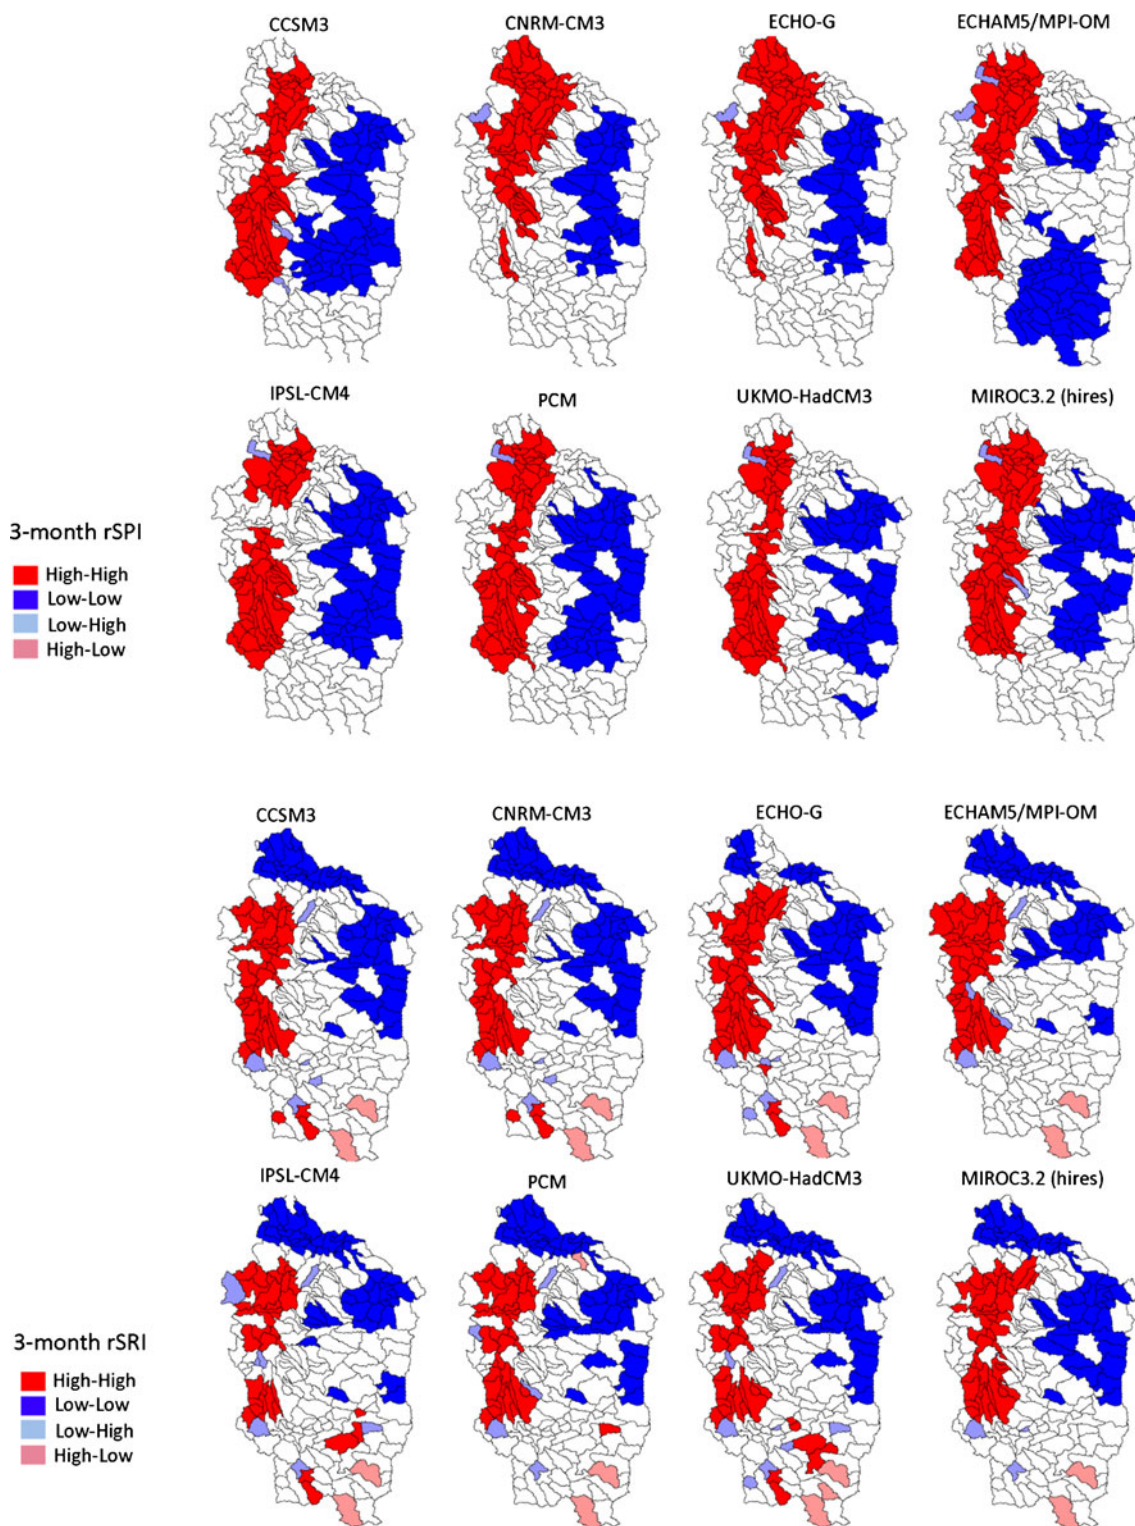 CCSM3
CNRM-CM3
ECHO-G
ECHAM5/MPI-OM
IPSL-CM4
PCM
UKMO-HadCM3
MIROC3.2 (hires)
3-month rSPI
High-High
Low-Low
Low-High
High-Low
CCSM3
CNRM-CM3
ECHO-G
ECHAM5/MPI-OM
IPSL-CM4
PCM
UKMO-HadCM3
MIROC3.2 (hires)
3-month rSRI
High-High
Low-Low
Low-High
High-Low